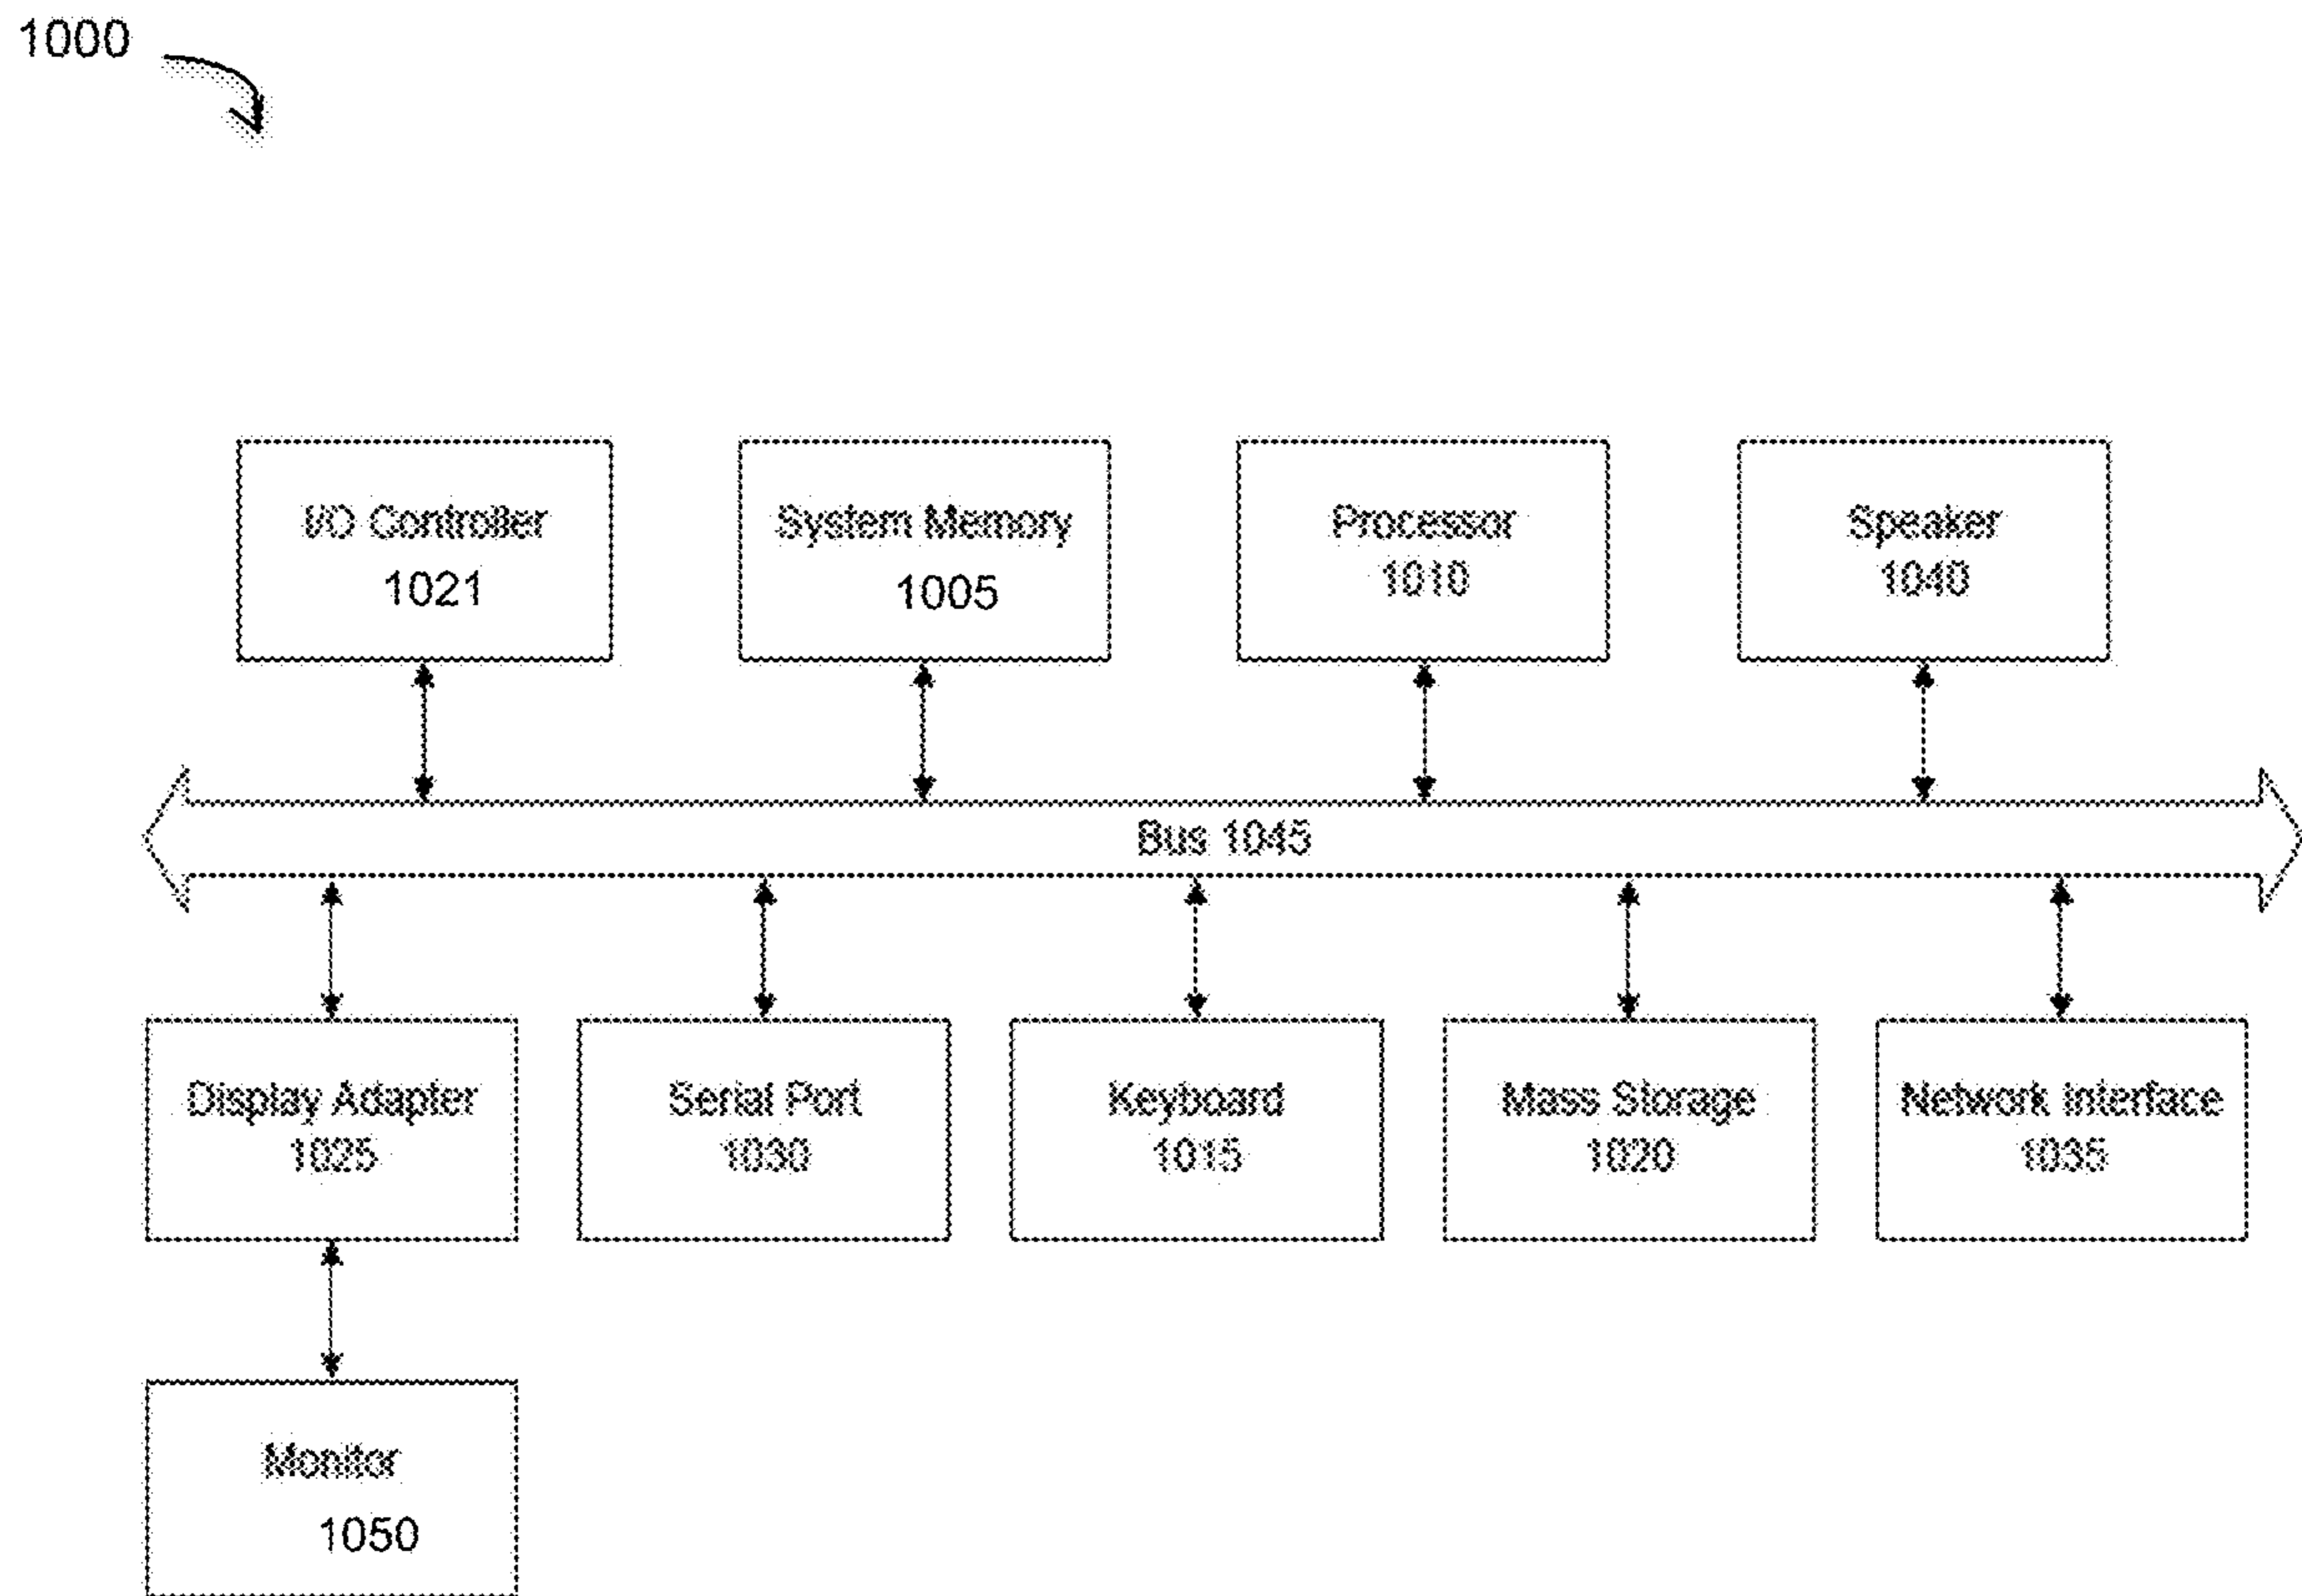 1000
I/O Controller
1021
System Memory
1005
Processor
1010
Speaker
1040
Bus 1045
Display Adapter
1025
Serial Port
1030
Keyboard
1015
Mass Storage
1020
Network Interface
1035
Monitor
1050